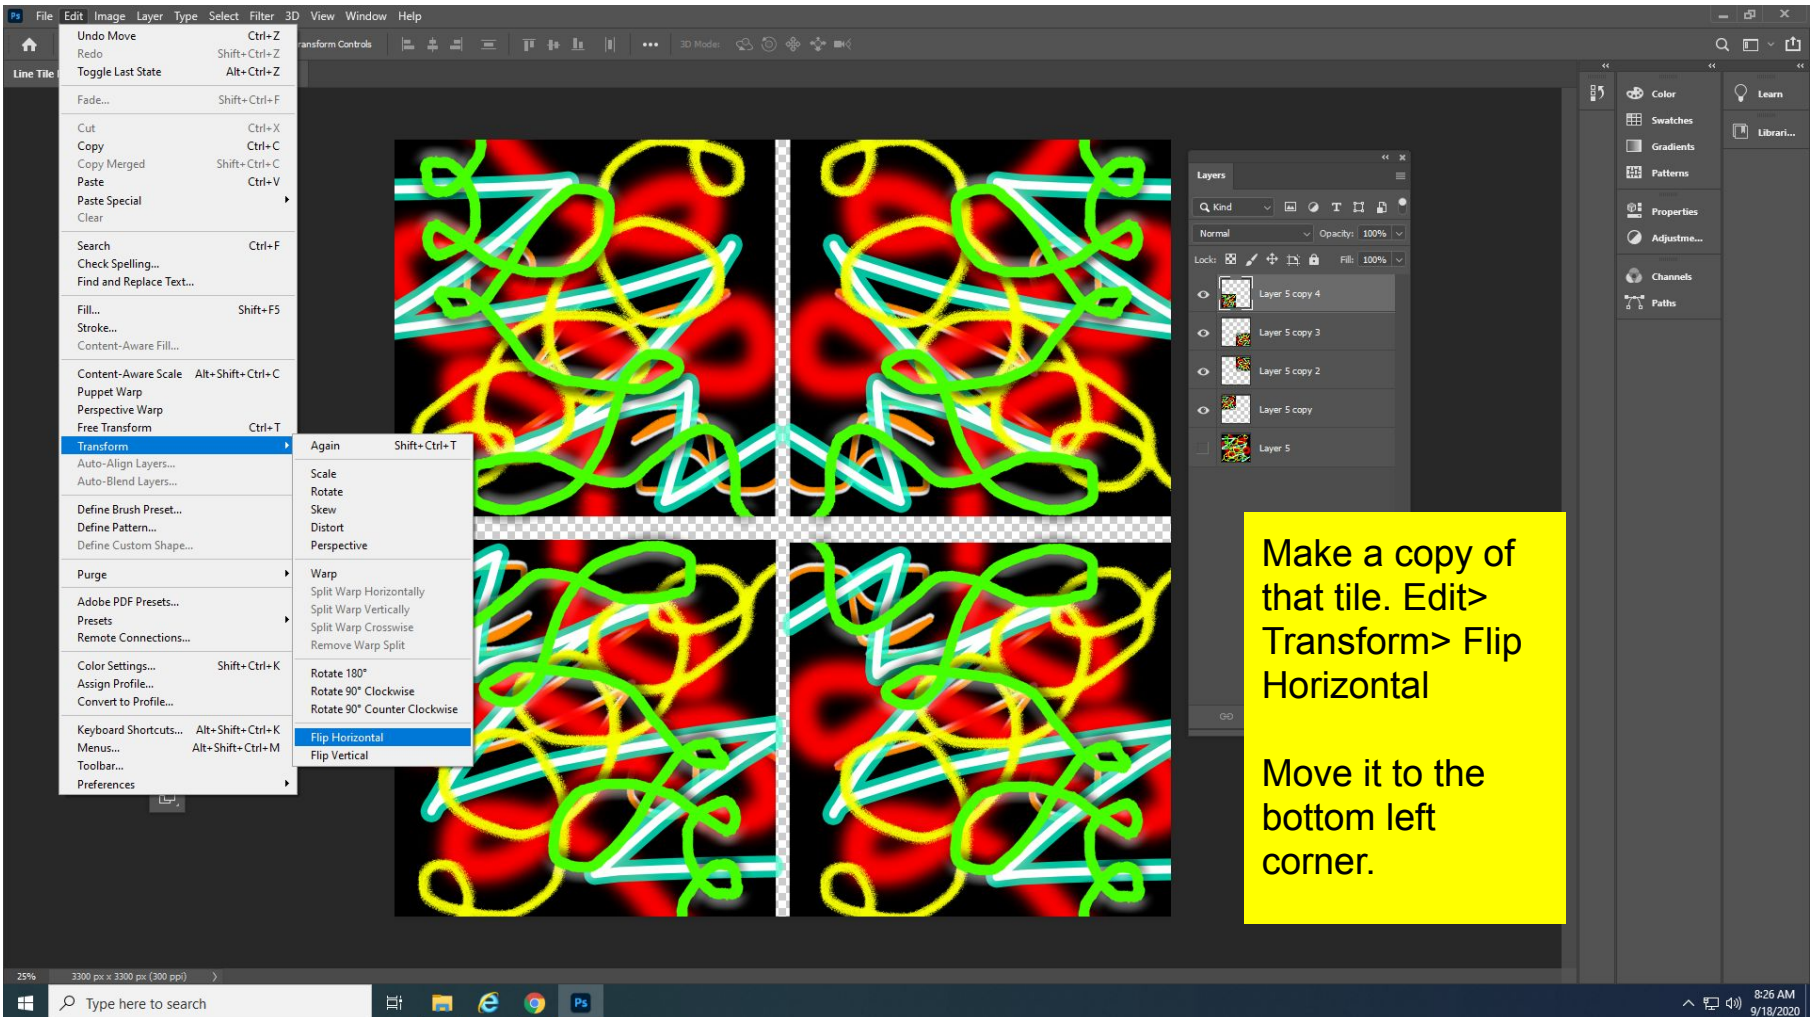 Ps File Edit Image Layer Type Select Filter 3D View Window Help
ransform Controls
3D Mode:
Line Tile
Undo Move Ctrl+Z
Redo Shift+Ctrl+Z
Toggle Last State Alt+Ctrl+Z
Fade... Shift+Ctrl+F
Cut Ctrl+X
Copy Ctrl+C
Copy Merged Shift+Ctrl+C
Paste Ctrl+V
Paste Special
Clear
Search Ctrl+F
Check Spelling...
Find and Replace Text...
Fill... Shift+F5
Stroke...
Content-Aware Fill...
Content-Aware Scale Alt+Shift+Ctrl+C
Puppet Warp
Perspective Warp
Free Transform Ctrl+T
Transform
Auto-Align Layers...
Auto-Blend Layers...
Define Brush Preset...
Define Pattern...
Define Custom Shape...
Purge
Adobe PDF Presets...
Presets
Remote Connections...
Color Settings... Shift+Ctrl+K
Assign Profile...
Convert to Profile...
Keyboard Shortcuts... Alt+Shift+Ctrl+K
Menus... Alt+Shift+Ctrl+M
Toolbar...
Preferences
Again Shift+Ctrl+T
Scale
Rotate
Skew
Distort
Perspective
Warp
Split Warp Horizontally
Split Warp Vertically
Split Warp Crosswise
Remove Warp Split
Rotate 180°
Rotate 90° Clockwise
Rotate 90° Counter Clockwise
Flip Horizontal
Flip Vertical
Layers
Kind
Normal Opacity: 100%
Lock: Fill: 100%
Layer 5 copy 4
Layer 5 copy 3
Layer 5 copy 2
Layer 5 copy
Layer 5
Color
Swatches
Gradients
Patterns
Properties
Adjustme...
Channels
Paths
Learn
Librari...
Make a copy of
that tile. Edit>
Transform> Flip
Horizontal
Move it to the
bottom left
corner.
25% 3300 px x 3300 px (300 ppi)
Type here to search
Ps
8:26 AM
9/18/2020